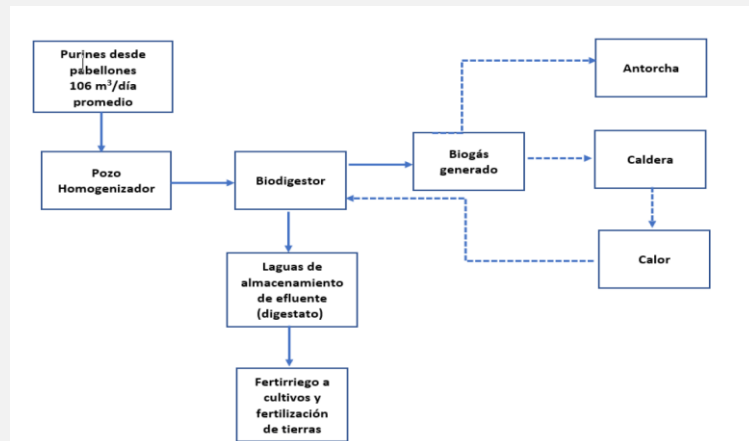 Purines desde
pabellones
106 m³/día
promedio
Antorcha
Pozo
Homogenizador
Biodigestor
Biogás
generado
Caldera
Calor
Laguas de
almacenamiento
de efluente
(digestato)
Fertirriego a
cultivos y
fertilización
de tierras